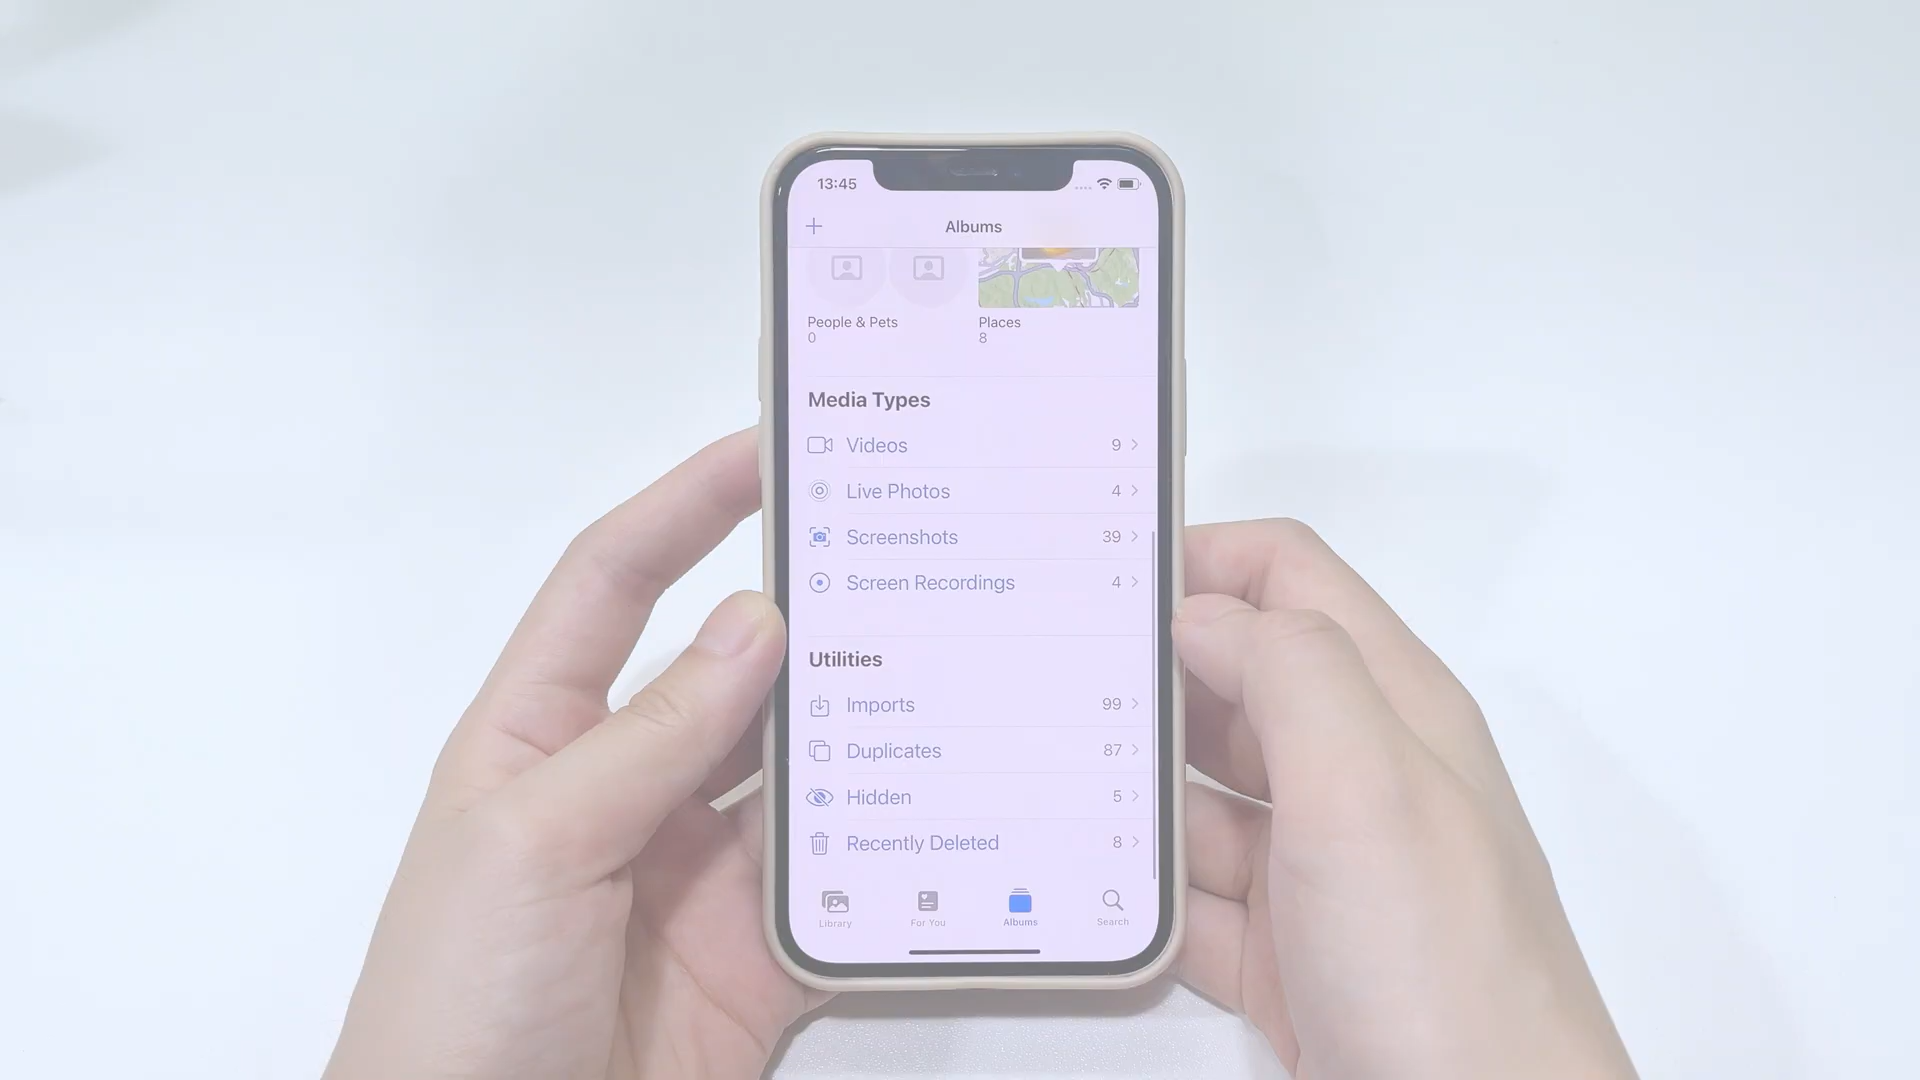 13:45
Albums
People & Pets
0
Places
8
Media Types
Videos 9
Live Photos 4
Screenshots 39
Screen Recordings 4
Utilities
Imports 99
Duplicates 87
Hidden 5
Recently Deleted 8
Library For You Albums Search